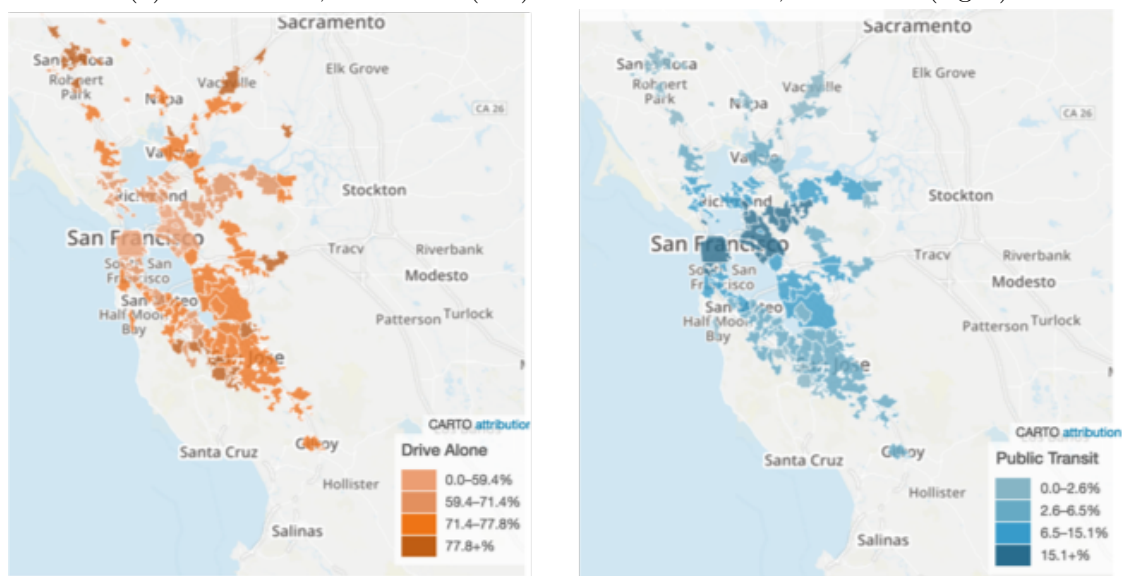 Sacramento
Elk Grove
CA 26
Stockton
San Francisco
Tracy
Riverbank
Modesto
Patterson
Turlock
Half Moon
Bay
CARTO attribution
Santa Cruz
Hollister
Salinas
Drive Alone
0.0–59.4%
59.4–71.4%
71.4–77.8%
77.8+%
Sacramento
Elk Grove
CA 26
Stockton
San Francisco
Tracy
Riverbank
Modesto
Patterson
Turlock
Half Moon
Bay
CARTO attribution
Santa Cruz
Hollister
Salinas
Public Transit
0.0–2.6%
2.6–6.5%
6.5–15.1%
15.1+%